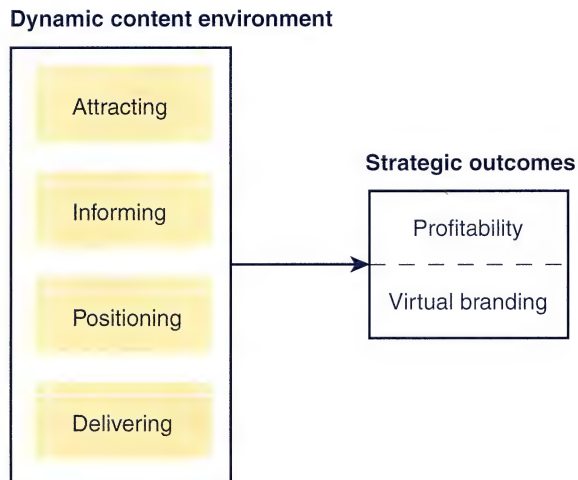 Dynamic content environment
Attracting
Informing
Positioning
Delivering
Strategic outcomes
Profitability
Virtual branding